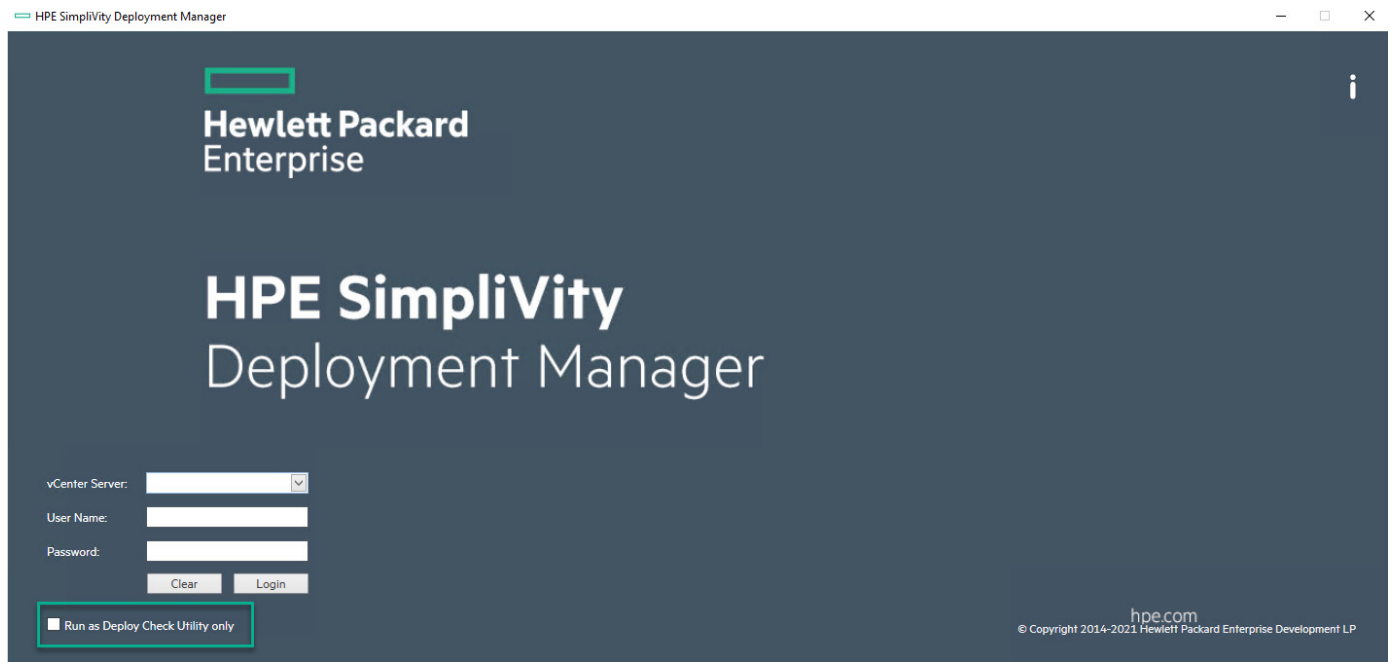 HPE SimpliVity Deployment Manager
Hewlett Packard
Enterprise
HPE SimpliVity
Deployment Manager
vCenter Server:
User Name:
Password:
Clear Login
Run as Deploy Check Utility only
hpe.com
© Copyright 2014-2021 Hewlett Packard Enterprise Development LP